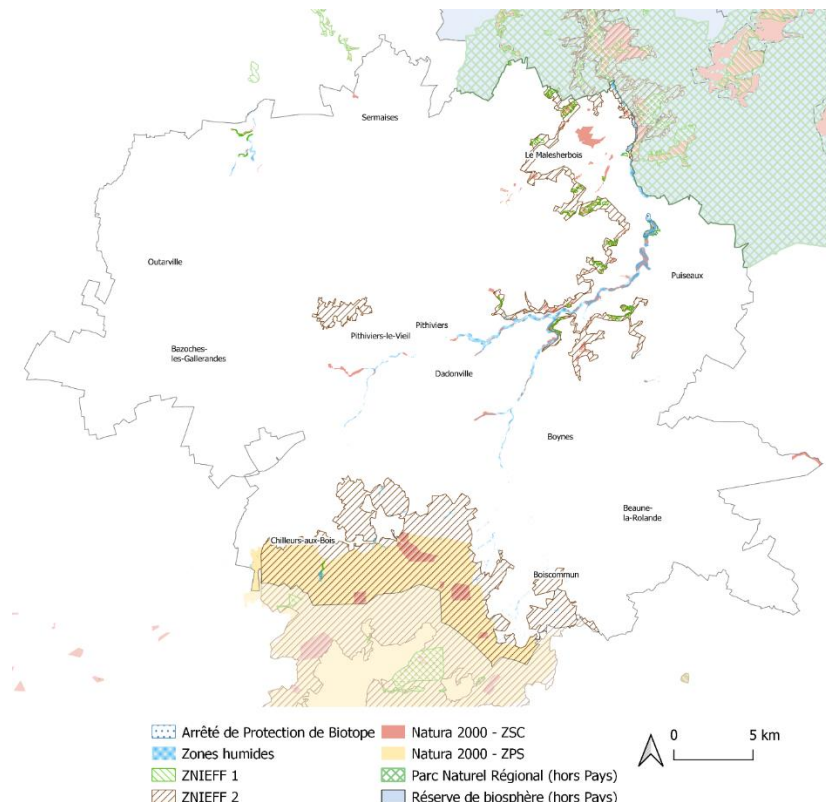 Sermaises
Le Malesherbois
Outarville
Puiseaux
Pithiviers
Pithiviers-le-Vieil
Bazoches-
les-Gallerandes
Dadonville
Boynes
Beaune-
la-Rolande
Chilleurs-aux-Bois
Boiscommun
Arrêté de Protection de Biotope
Zones humides
ZNIEFF 1
ZNIEFF 2
Natura 2000 - ZSC
Natura 2000 - ZPS
Parc Naturel Régional (hors Pays)
Réserve de biosphère (hors Pays)
0 5 km